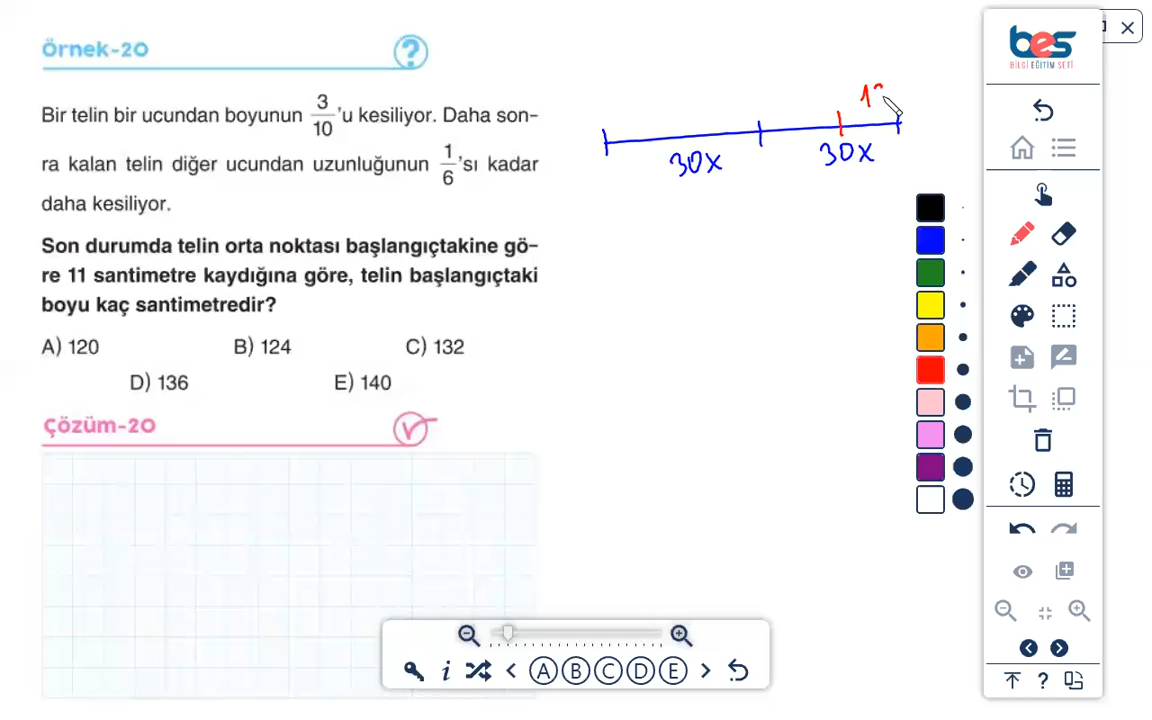 Örnek-20
?
Bir telin bir ucundan boyunun 3/10 'u kesiliyor. Daha son-
ra kalan telin diğer ucundan uzunluğunun 1/6 'sı kadar
daha kesiliyor.
Son durumda telin orta noktası başlangıçtakine gö-
re 11 santimetre kaydığına göre, telin başlangıçtaki
boyu kaç santimetredir?
A) 120 B) 124 C) 132
D) 136 E) 140
Çözüm-20
30x 30x
bes
BİLGİ EĞİTİM SETİ
i A B C D E
?